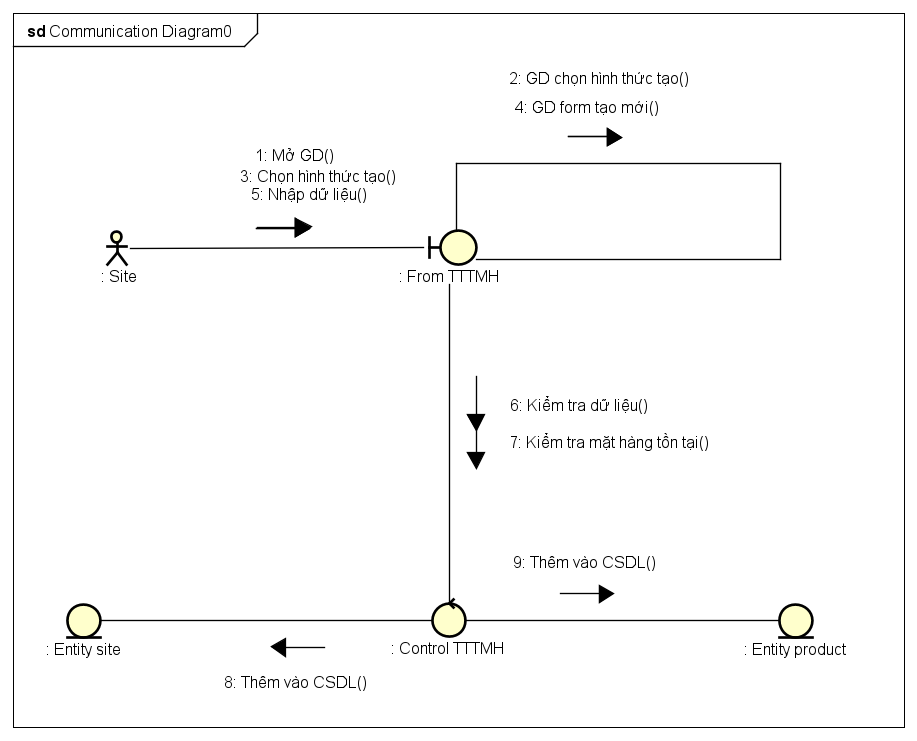 sd Communication Diagram0
2: GD chọn hình thức tạo()
4: GD form tạo mới()
1: Mở GD()
3: Chọn hình thức tạo()
5: Nhập dữ liệu()
: Site
: From TTTMH
6: Kiểm tra dữ liệu()
7: Kiểm tra mặt hàng tồn tại()
9: Thêm vào CSDL()
: Entity site
: Control TTTMH
: Entity product
8: Thêm vào CSDL()